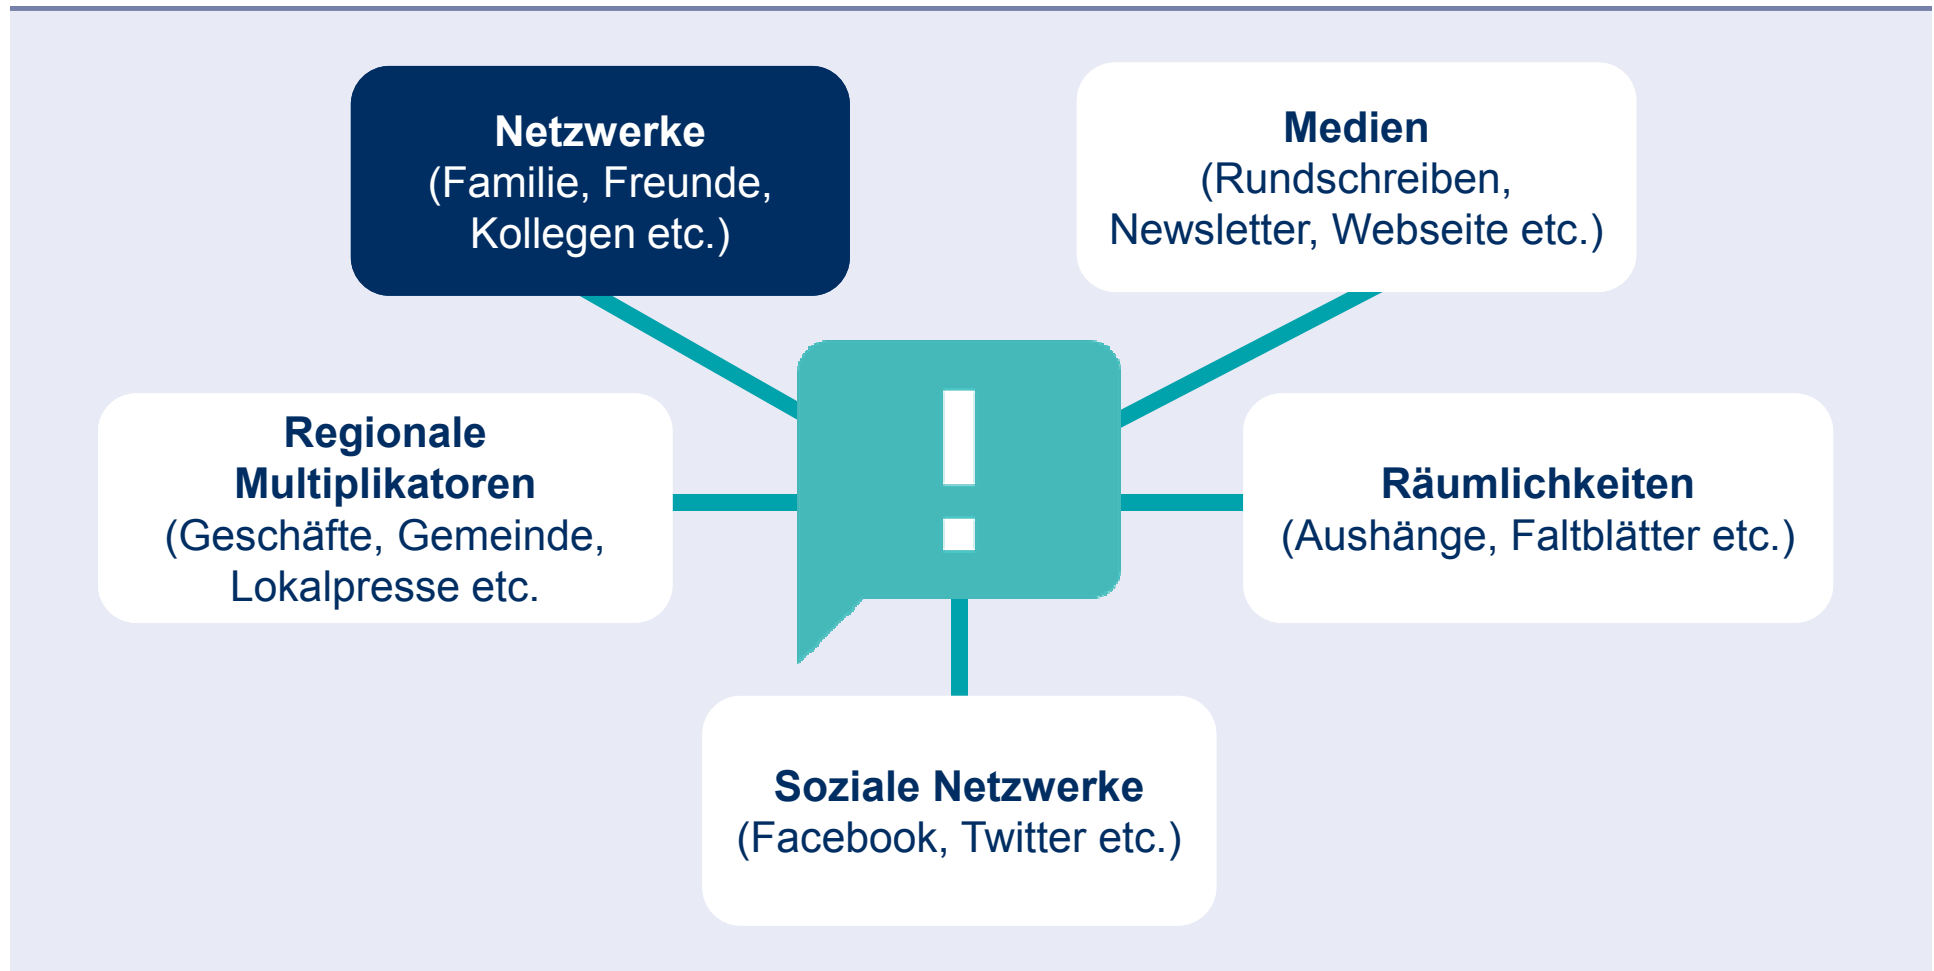 Netzwerke
(Familie, Freunde,
Kollegen etc.)
Medien
(Rundschreiben,
Newsletter, Webseite etc.)
Regionale
Multiplikatoren
(Geschäfte, Gemeinde,
Lokalpresse etc.
!
Räumlichkeiten
(Aushänge, Faltblätter etc.)
Soziale Netzwerke
(Facebook, Twitter etc.)